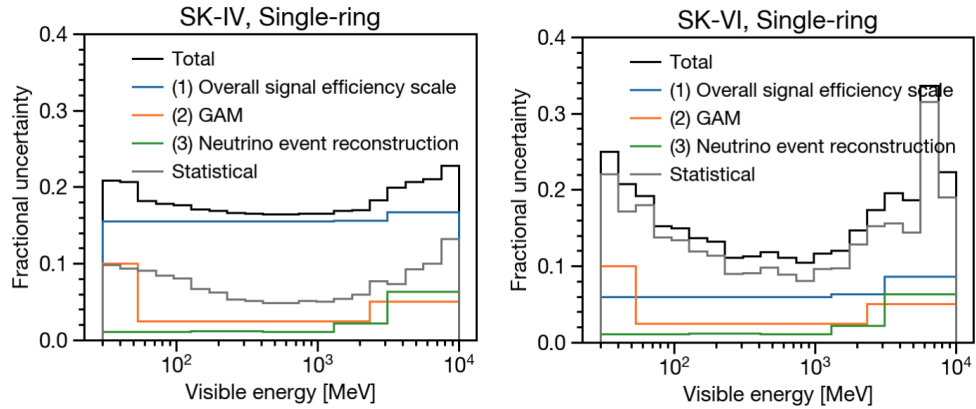 SK-IV, Single-ring
0.4
0.3
0.2
0.1
0.0
Fractional uncertainty
Total
(1) Overall signal efficiency scale
(2) GAM
(3) Neutrino event reconstruction
Statistical
10²
10³
10⁴
Visible energy [MeV]
SK-VI, Single-ring
0.4
0.3
0.2
0.1
0.0
Fractional uncertainty
Total
(1) Overall signal efficiency scale
(2) GAM
(3) Neutrino event reconstruction
Statistical
10²
10³
10⁴
Visible energy [MeV]